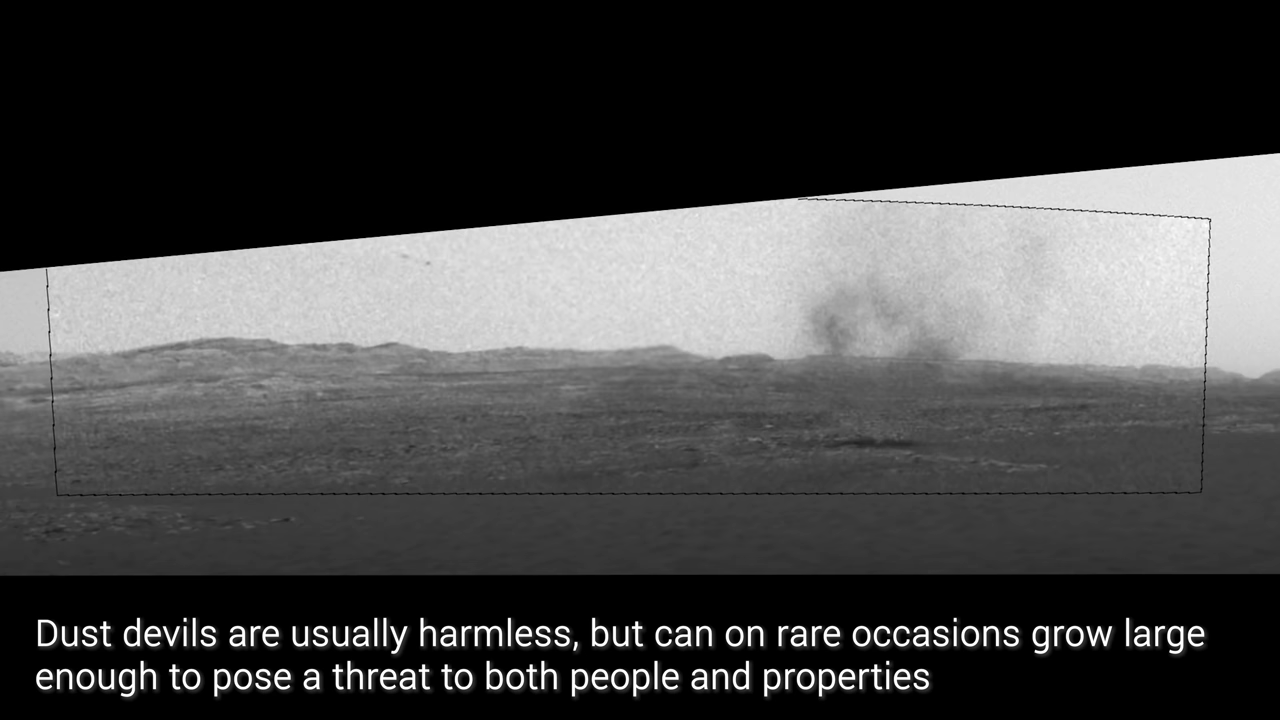 Dust devils are usually harmless, but can on rare occasions grow large
enough to pose a threat to both people and properties